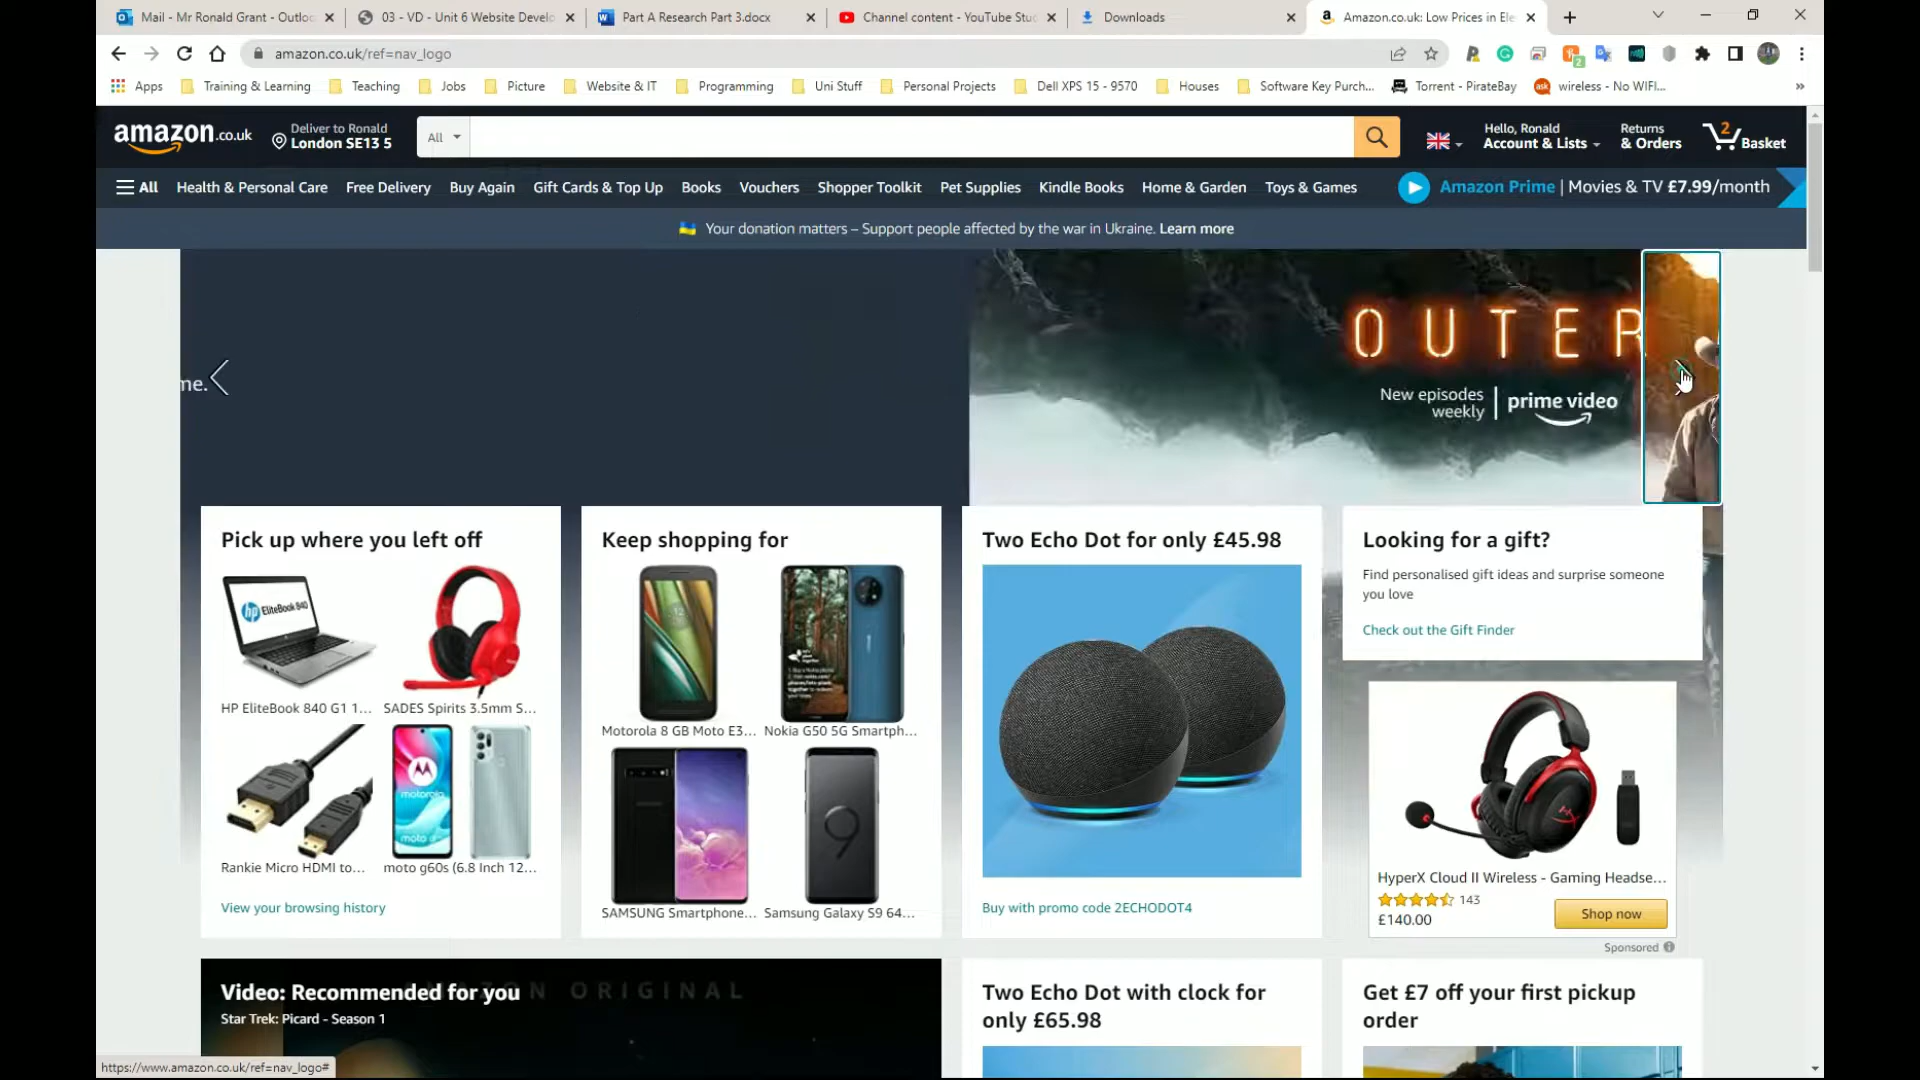 Mail - Mr Ronald Grant - Outloo
03 - VD - Unit 6 Website Develo
Part A Research Part 3.docx
Channel content - YouTube Stu
Downloads
Amazon.co.uk: Low Prices in Ele
amazon.co.uk/ref=nav_logo
2
Apps
Training & Learning
Teaching
Jobs
Picture
Website & IT
Programming
Uni Stuff
Personal Projects
Dell XPS 15 - 9570
Houses
Software Key Purch...
Torrent - PirateBay
ask
wireless - No WIFI...
amazon.co.uk
Deliver to Ronald
London SE13 5
All
Hello, Ronald
Account & Lists
Returns
& Orders
2
Basket
All
Health & Personal Care
Free Delivery
Buy Again
Gift Cards & Top Up
Books
Vouchers
Shopper Toolkit
Pet Supplies
Kindle Books
Home & Garden
Toys & Games
Amazon Prime | Movies & TV £7.99/month
Your donation matters – Support people affected by the war in Ukraine. Learn more
me.
OUTER
New episodes
weekly
prime video
Pick up where you left off
hp EliteBook 840
HP EliteBook 840 G1 1...
SADES Spirits 3.5mm S...
motorola
moto
Rankie Micro HDMI to...
moto g60s (6.8 Inch 12...
View your browsing history
Keep shopping for
Motorola 8 GB Moto E3...
Nokia G50 5G Smartph...
9
SAMSUNG Smartphone...
Samsung Galaxy S9 64...
Two Echo Dot for only £45.98
Buy with promo code 2ECHODOT4
Looking for a gift?
Find personalised gift ideas and surprise someone
you love
Check out the Gift Finder
HyperX Cloud II Wireless - Gaming Headse...
143
£140.00
Shop now
Sponsored
Video: Recommended for you
N ORIGINAL
Star Trek: Picard - Season 1
Two Echo Dot with clock for
only £65.98
Get £7 off your first pickup
order
https://www.amazon.co.uk/ref=nav_logo#